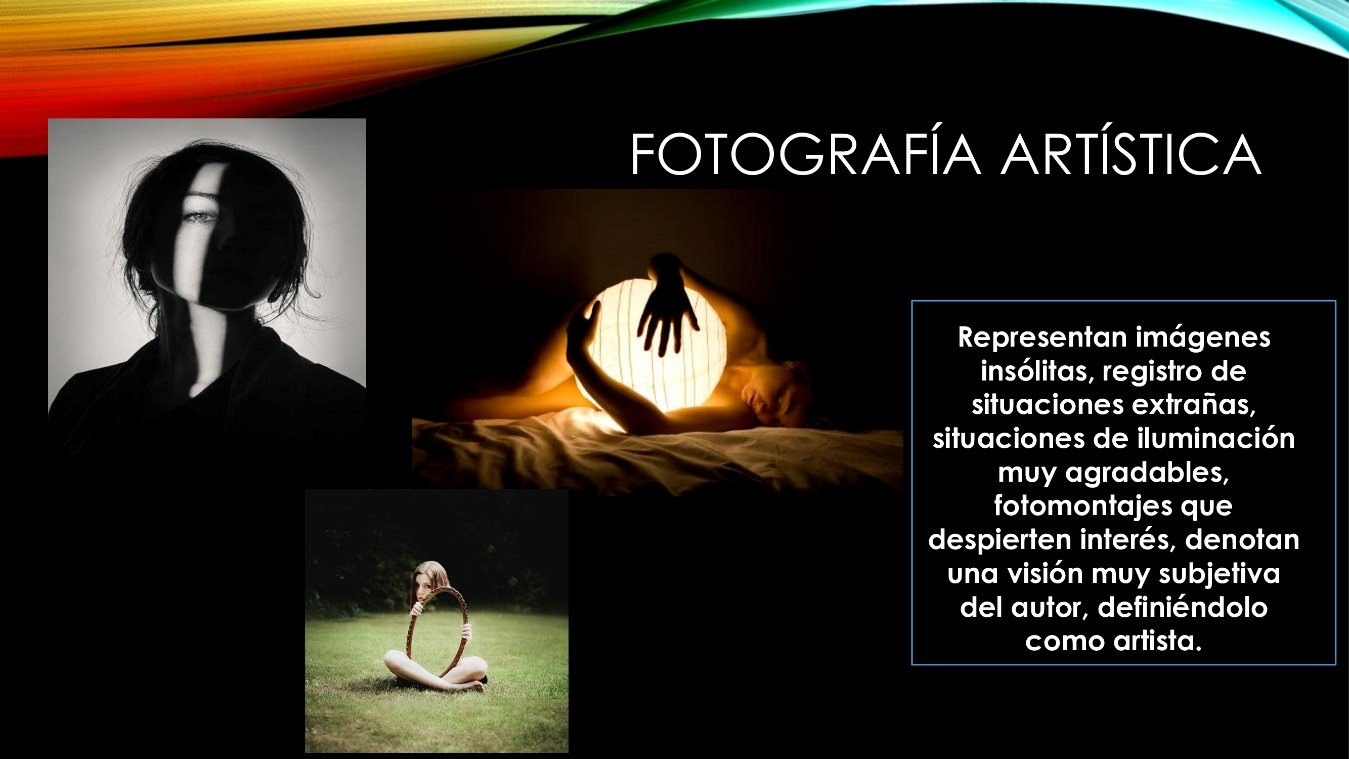 FOTOGRAFÍA ARTÍSTICA
Representan imágenes
insólitas, registro de
situaciones extrañas,
situaciones de iluminación
muy agradables,
fotomontajes que
despierten interés, denotan
una visión muy subjetiva
del autor, definiéndolo
como artista.